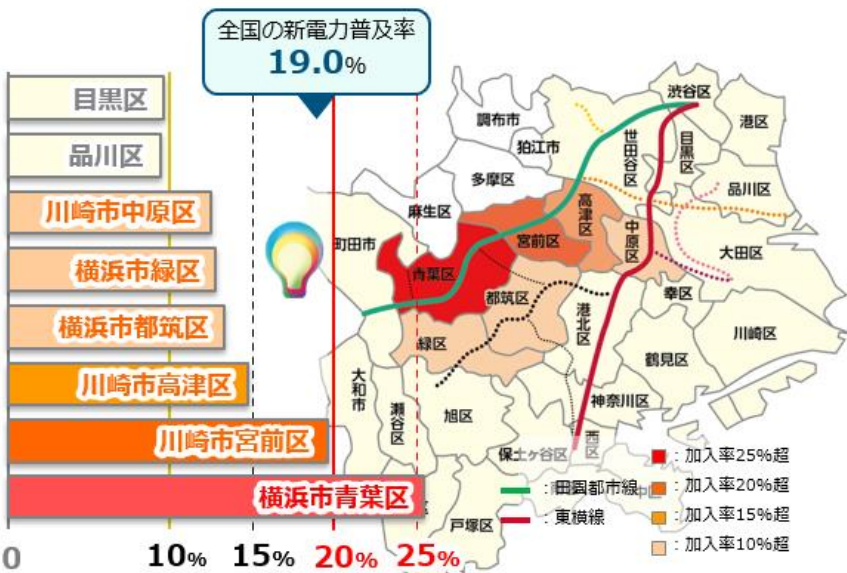 全国の新電力普及率
19.0%
目黒区
品川区
川崎市中原区
横浜市緑区
横浜市都筑区
川崎市高津区
川崎市宮前区
横浜市青葉区
0
10%
15%
20%
25%
渋谷区
港区
調布市
狛江市
世田谷区
目黒区
多摩区
品川区
麻生区
高津区
町田市
宮前区
中原区
大田区
青葉区
都筑区
幸区
港北区
川崎区
緑区
鶴見区
大和市
瀬谷区
旭区
神奈川区
保土ヶ谷区
西区
戸塚区
中区
:田園都市線
:東横線
:加入率25%超
:加入率20%超
:加入率15%超
:加入率10%超